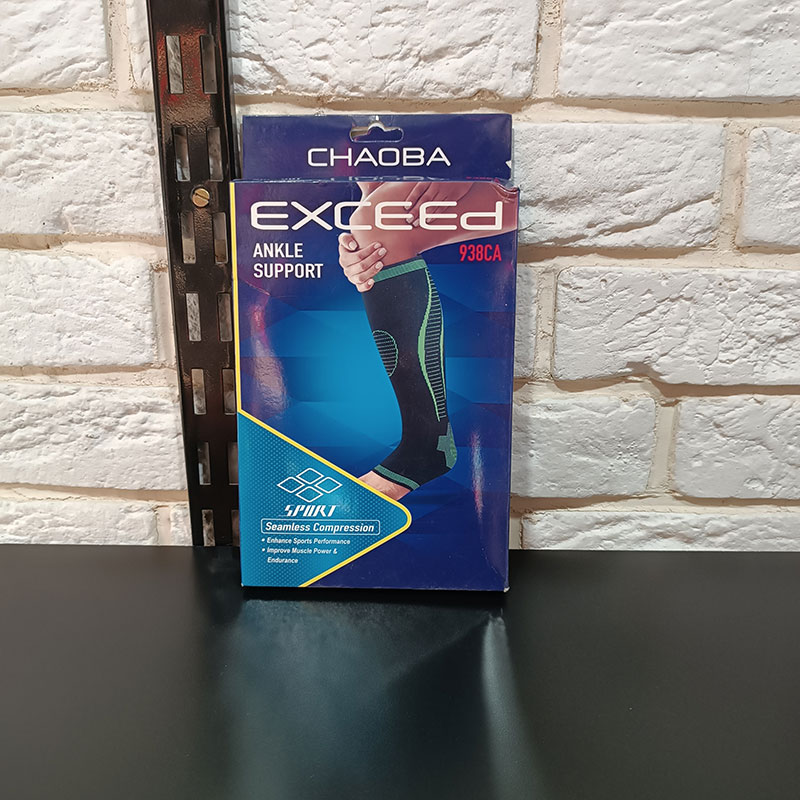 CHAOBA
EXCEEd
ANKLE
SUPPORT
938CA
SPORT
Seamless Compression
• Enhance Sports Performance
• Improve Muscle Power &
Endurance